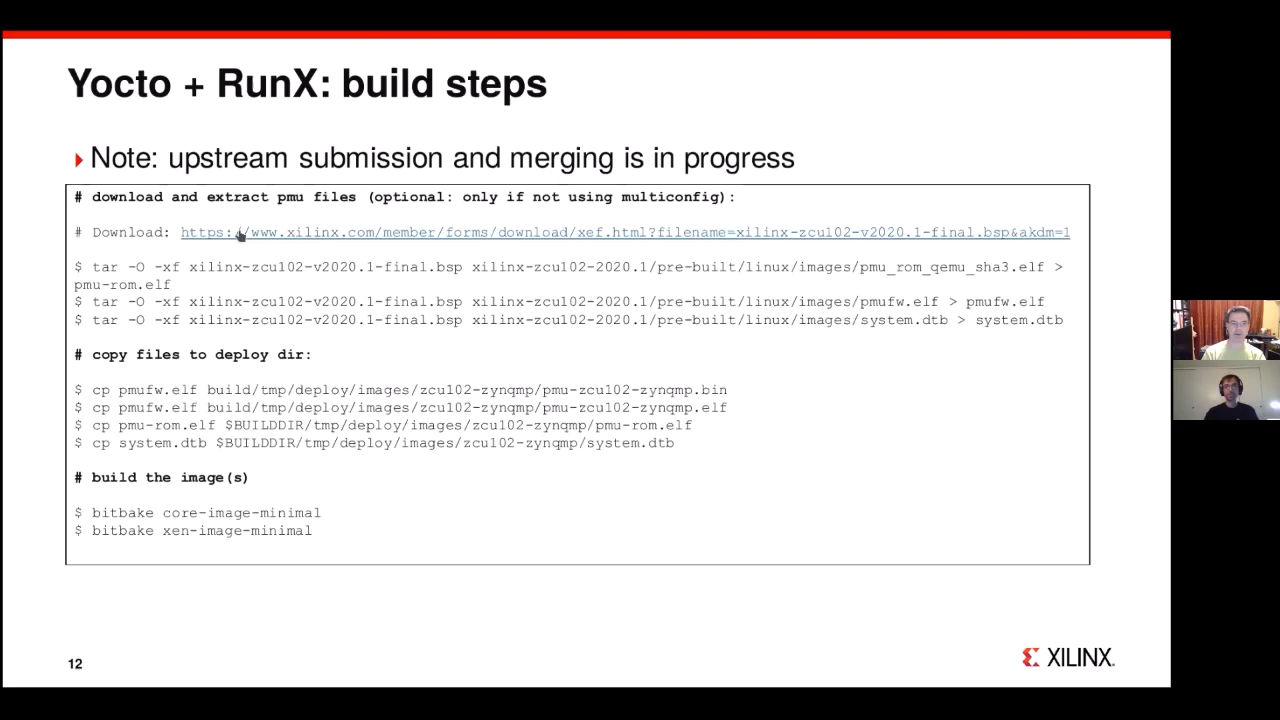 Yocto + RunX: build steps
Note: upstream submission and merging is in progress
# download and extract pmu files (optional: only if not using multiconfig):
# Download: https://www.xilinx.com/member/forms/download/xef.html?filename=xilinx-zcu102-v2020.1-final.bsp&akdm=1
$ tar -O -xf xilinx-zcu102-v2020.1-final.bsp xilinx-zcu102-2020.1/pre-built/linux/images/pmu_rom_qemu_sha3.elf >
pmu-rom.elf
$ tar -O -xf xilinx-zcu102-v2020.1-final.bsp xilinx-zcu102-2020.1/pre-built/linux/images/pmufw.elf > pmufw.elf
$ tar -O -xf xilinx-zcu102-v2020.1-final.bsp xilinx-zcu102-2020.1/pre-built/linux/images/system.dtb > system.dtb
# copy files to deploy dir:
$ cp pmufw.elf build/tmp/deploy/images/zcu102-zynqmp/pmu-zcu102-zynqmp.bin
$ cp pmufw.elf build/tmp/deploy/images/zcu102-zynqmp/pmu-zcu102-zynqmp.elf
$ cp pmu-rom.elf $BUILDDIR/tmp/deploy/images/zcu102-zynqmp/pmu-rom.elf
$ cp system.dtb $BUILDDIR/tmp/deploy/images/zcu102-zynqmp/system.dtb
# build the image(s)
$ bitbake core-image-minimal
$ bitbake xen-image-minimal
12
XILINX.